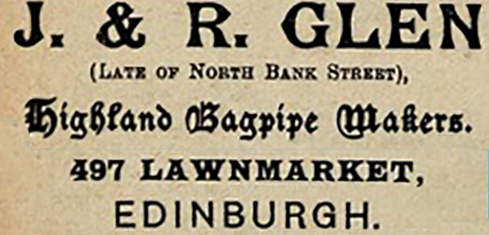 J. & R. GLEN
(LATE OF NORTH BANK STREET),
Highland Bagpipe Makers.
497 LAWNMARKET,
EDINBURGH.